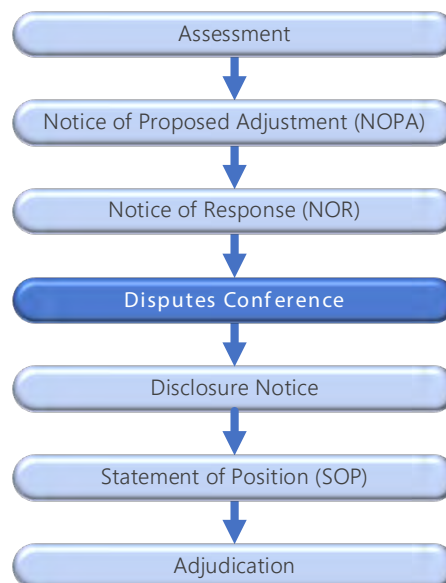 Assessment
Notice of Proposed Adjustment (NOPA)
Notice of Response (NOR)
Disputes Conference
Disclosure Notice
Statement of Position (SOP)
Adjudication